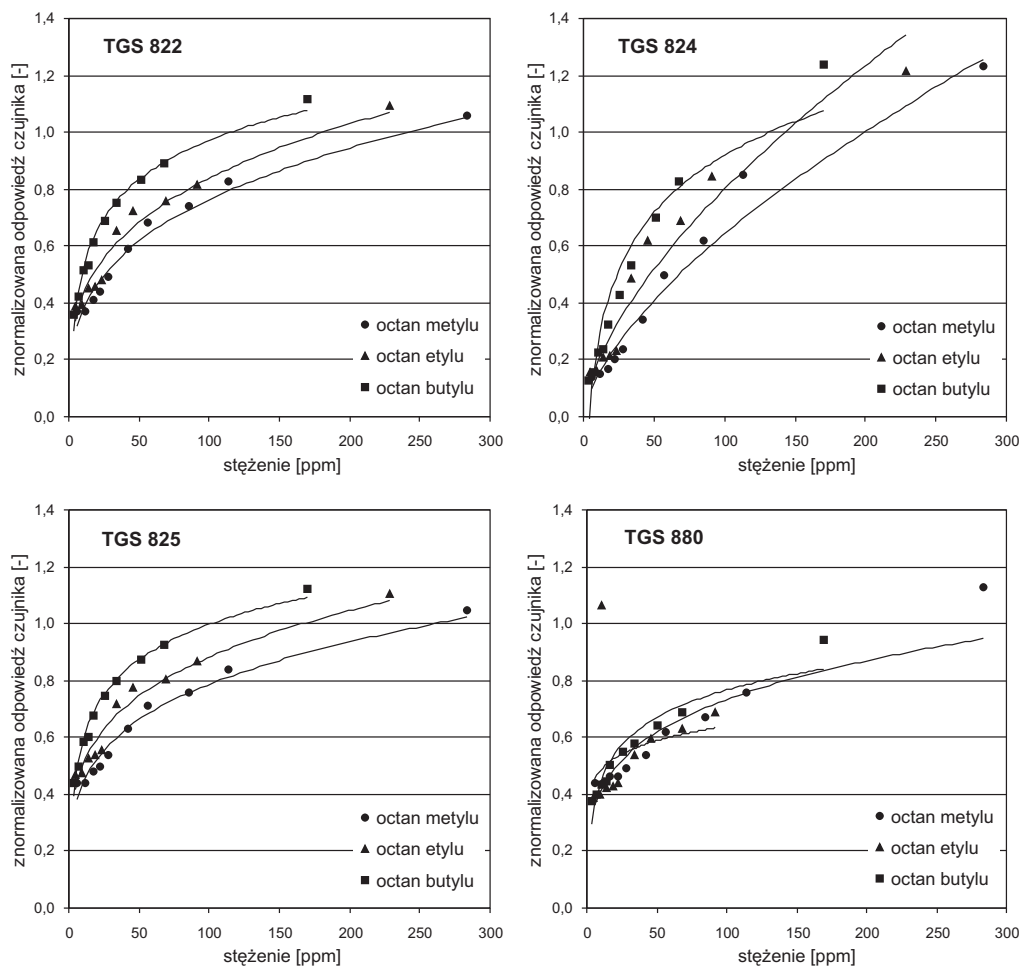 TGS 822
znormalizowana odpowiedź czujnika [-]
1,4
1,2
1,0
0,8
0,6
0,4
0,2
0,0
octan metylu
octan etylu
octan butylu
0 50 100 150 200 250 300
stężenie [ppm]
TGS 824
znormalizowana odpowiedź czujnika [-]
1,4
1,2
1,0
0,8
0,6
0,4
0,2
0,0
octan metylu
octan etylu
octan butylu
0 50 100 150 200 250 300
stężenie [ppm]
TGS 825
znormalizowana odpowiedź czujnika [-]
1,4
1,2
1,0
0,8
0,6
0,4
0,2
0,0
octan metylu
octan etylu
octan butylu
0 50 100 150 200 250 300
stężenie [ppm]
TGS 880
znormalizowana odpowiedź czujnika [-]
1,4
1,2
1,0
0,8
0,6
0,4
0,2
0,0
octan metylu
octan etylu
octan butylu
0 50 100 150 200 250 300
stężenie [ppm]